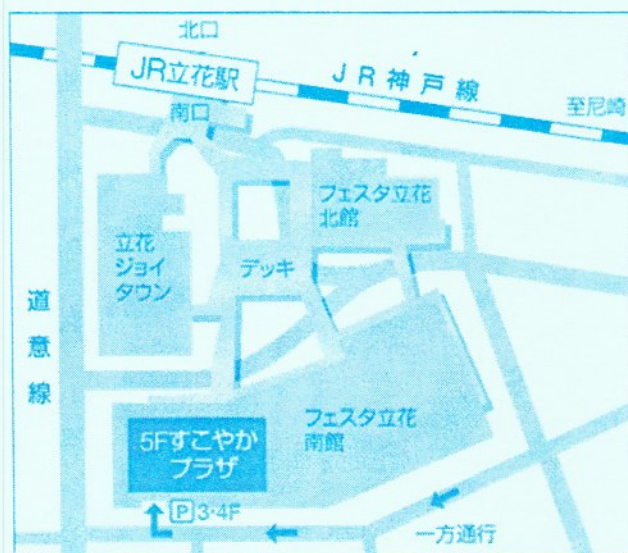 北口
JR立花駅
JR神戸線
南口
至尼崎
フェスタ立花
北館
立花
ジョイ
タウン
デッキ
道意線
フェスタ立花
南館
5Fすこやか
プラザ
P 3・4F
一方通行